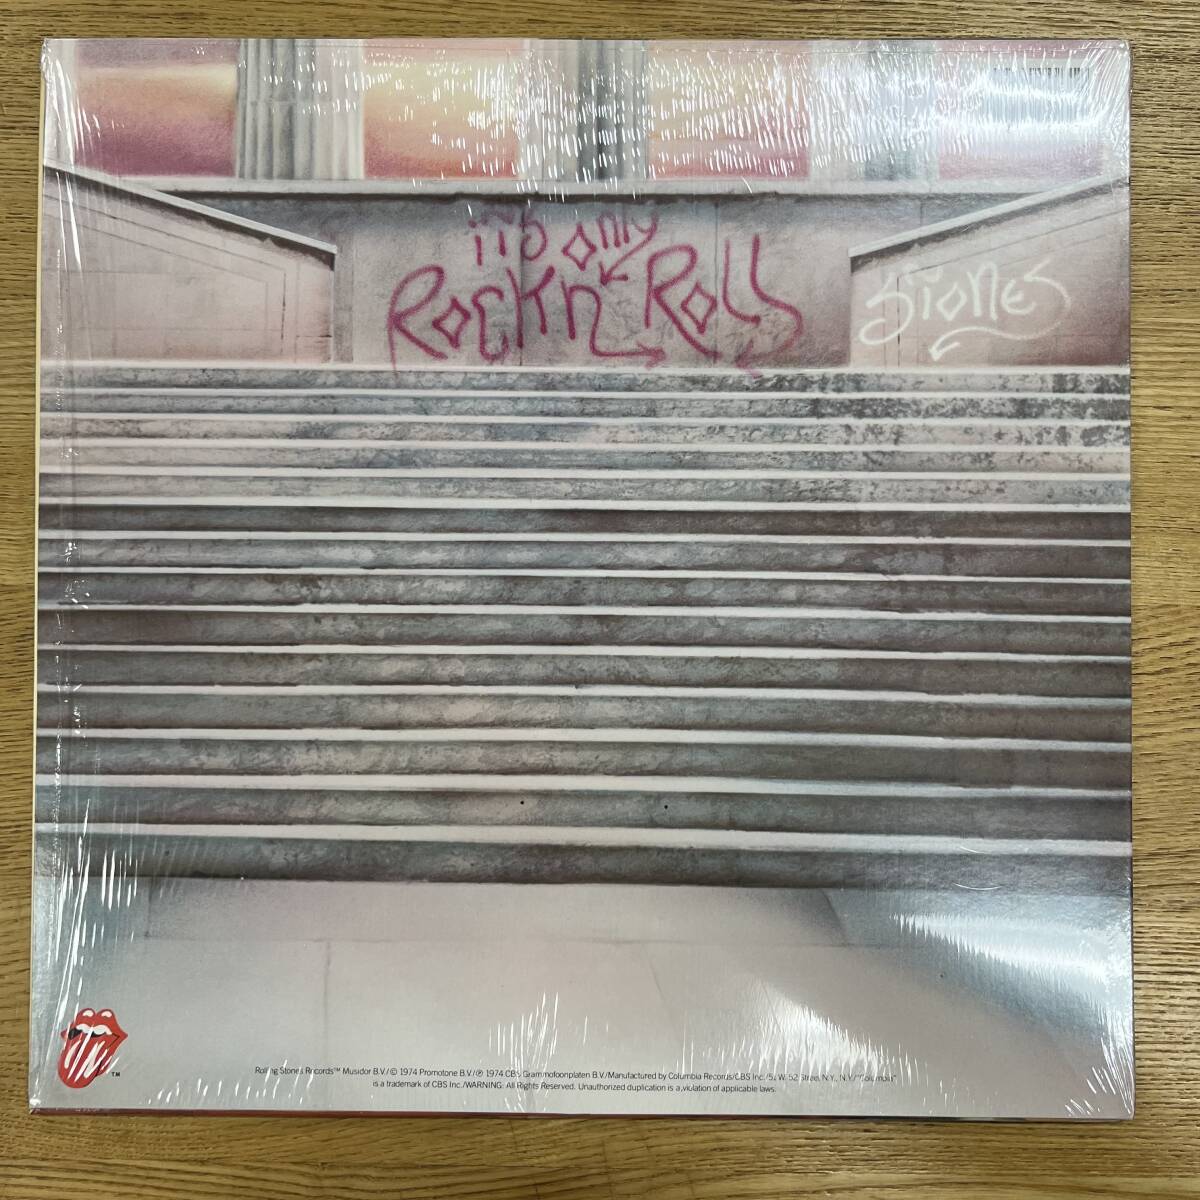 it's only
Rock'n Roll
Stones
TM
Rolling Stones Records™ Musidor B.V./© 1974 Promotone B.V./℗ 1974 CBS Grammofoonplaten B.V./Manufactured by Columbia Records/CBS Inc./51 W. 52 Street, N.Y., N.Y./"Columbia"
is a trademark of CBS Inc./WARNING: All Rights Reserved. Unauthorized duplication is a violation of applicable laws.